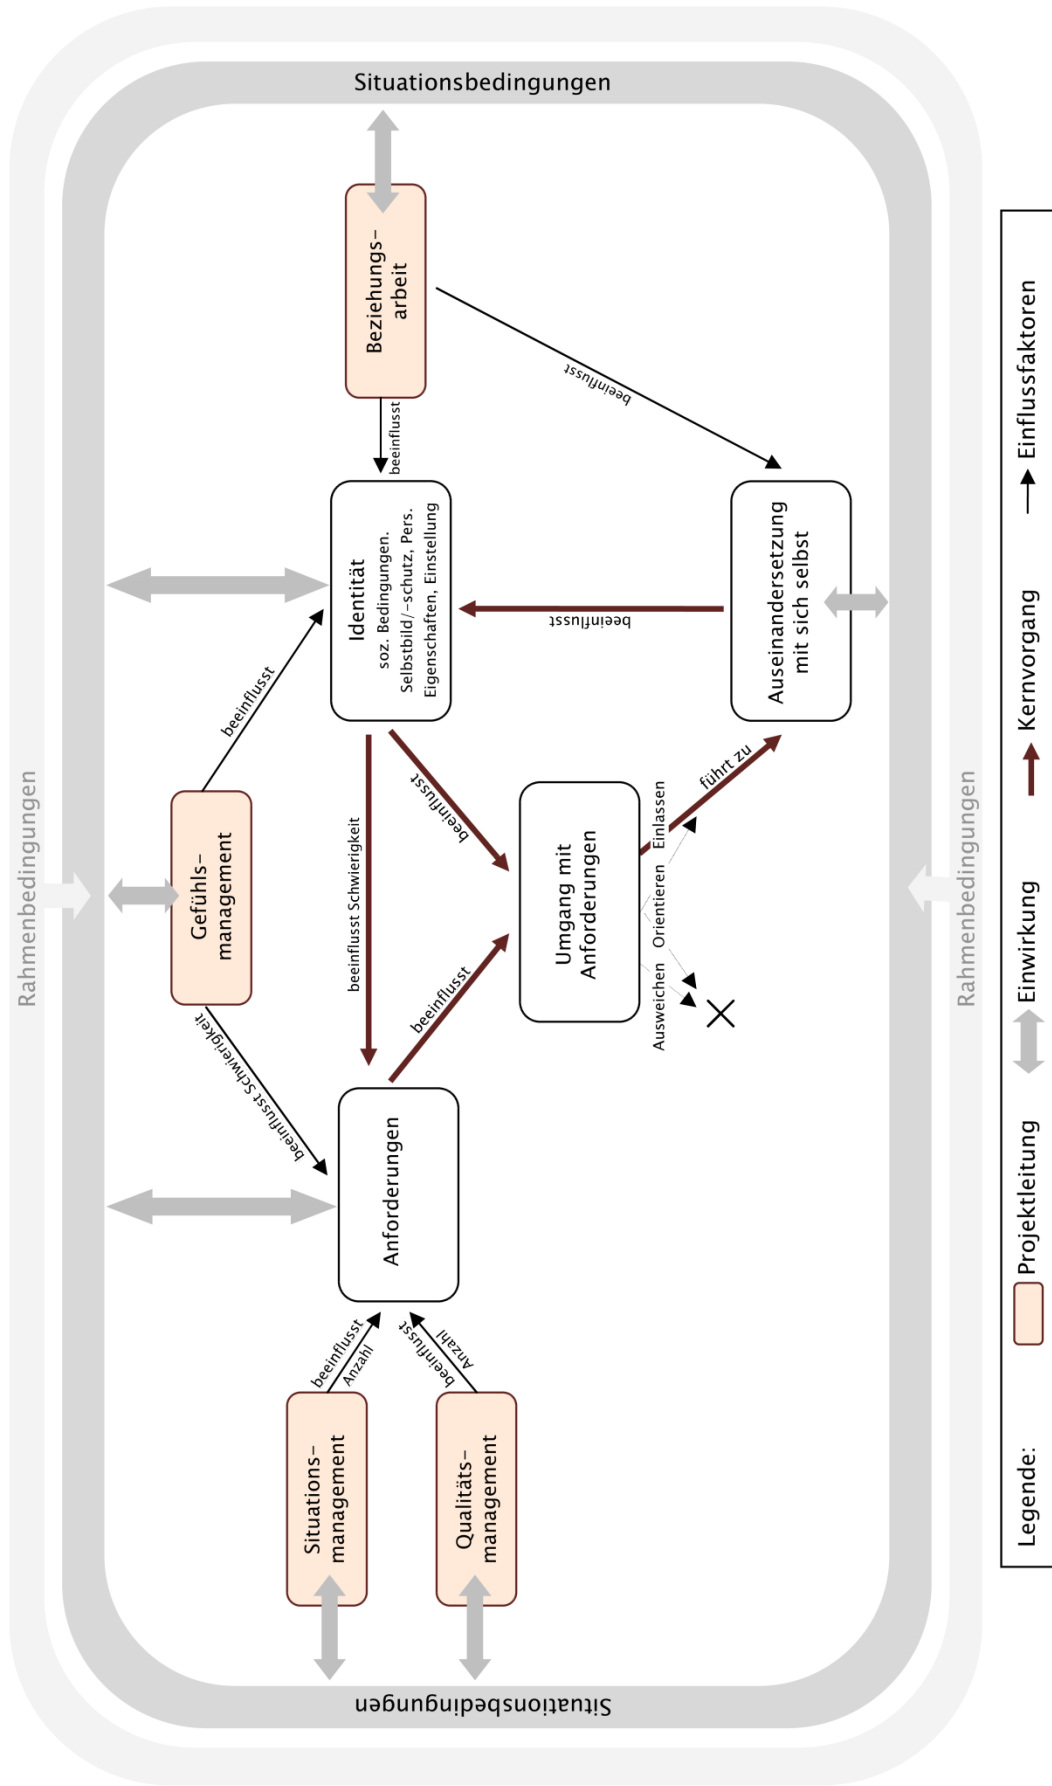 Rahmenbedingungen
Situationsbedingungen
Situationsbedingungen
Gefühls-
management
beeinflusst Schwierigkeit
beeinflusst
Situations-
management
beeinflusst
Anzahl
Qualitäts-
management
beeinflusst
Anzahl
Anforderungen
beeinflusst Schwierigkeit
beeinflusst
beeinflusst
Identität
soz. Bedingungen.
Selbstbild/-schutz, Pers.
Eigenschaften, Einstellung
beeinflusst
Beziehungs-
arbeit
beeinflusst
Umgang mit
Anforderungen
Ausweichen
Orientieren
Einlassen
führt zu
beeinflusst
Auseinandersetzung
mit sich selbst
Rahmenbedingungen
Legende:
Projektleitung
Einwirkung
Kernvorgang
Einflussfaktoren